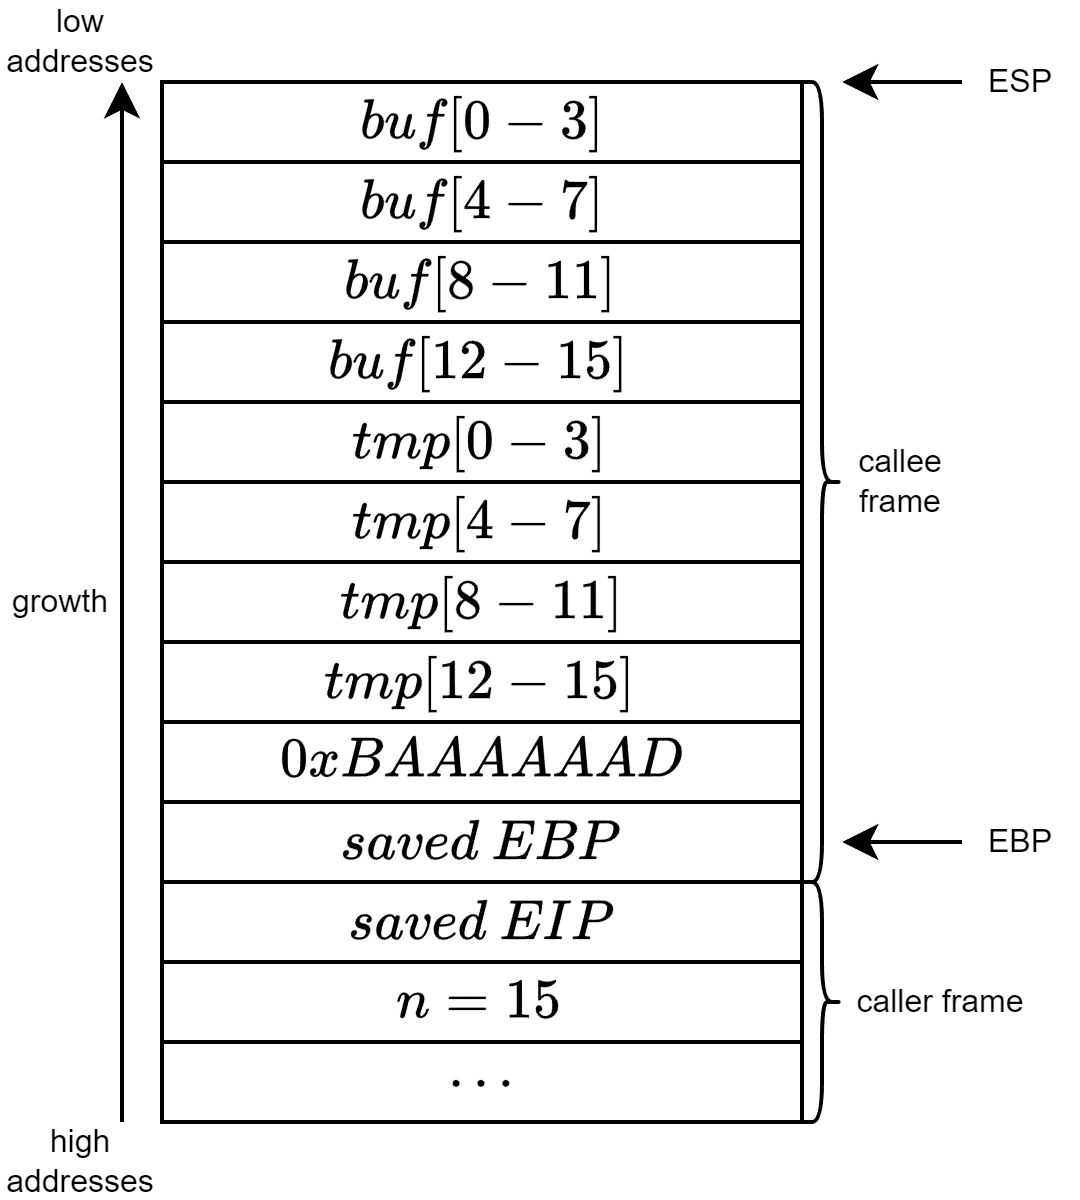 low
addresses
ESP
buf[0 − 3]
buf[4 − 7]
buf[8 − 11]
buf[12 − 15]
tmp[0 − 3]
callee
frame
tmp[4 − 7]
growth
tmp[8 − 11]
tmp[12 − 15]
0xBAAAAAAD
saved EBP
EBP
saved EIP
n = 15
caller frame
...
high
addresses